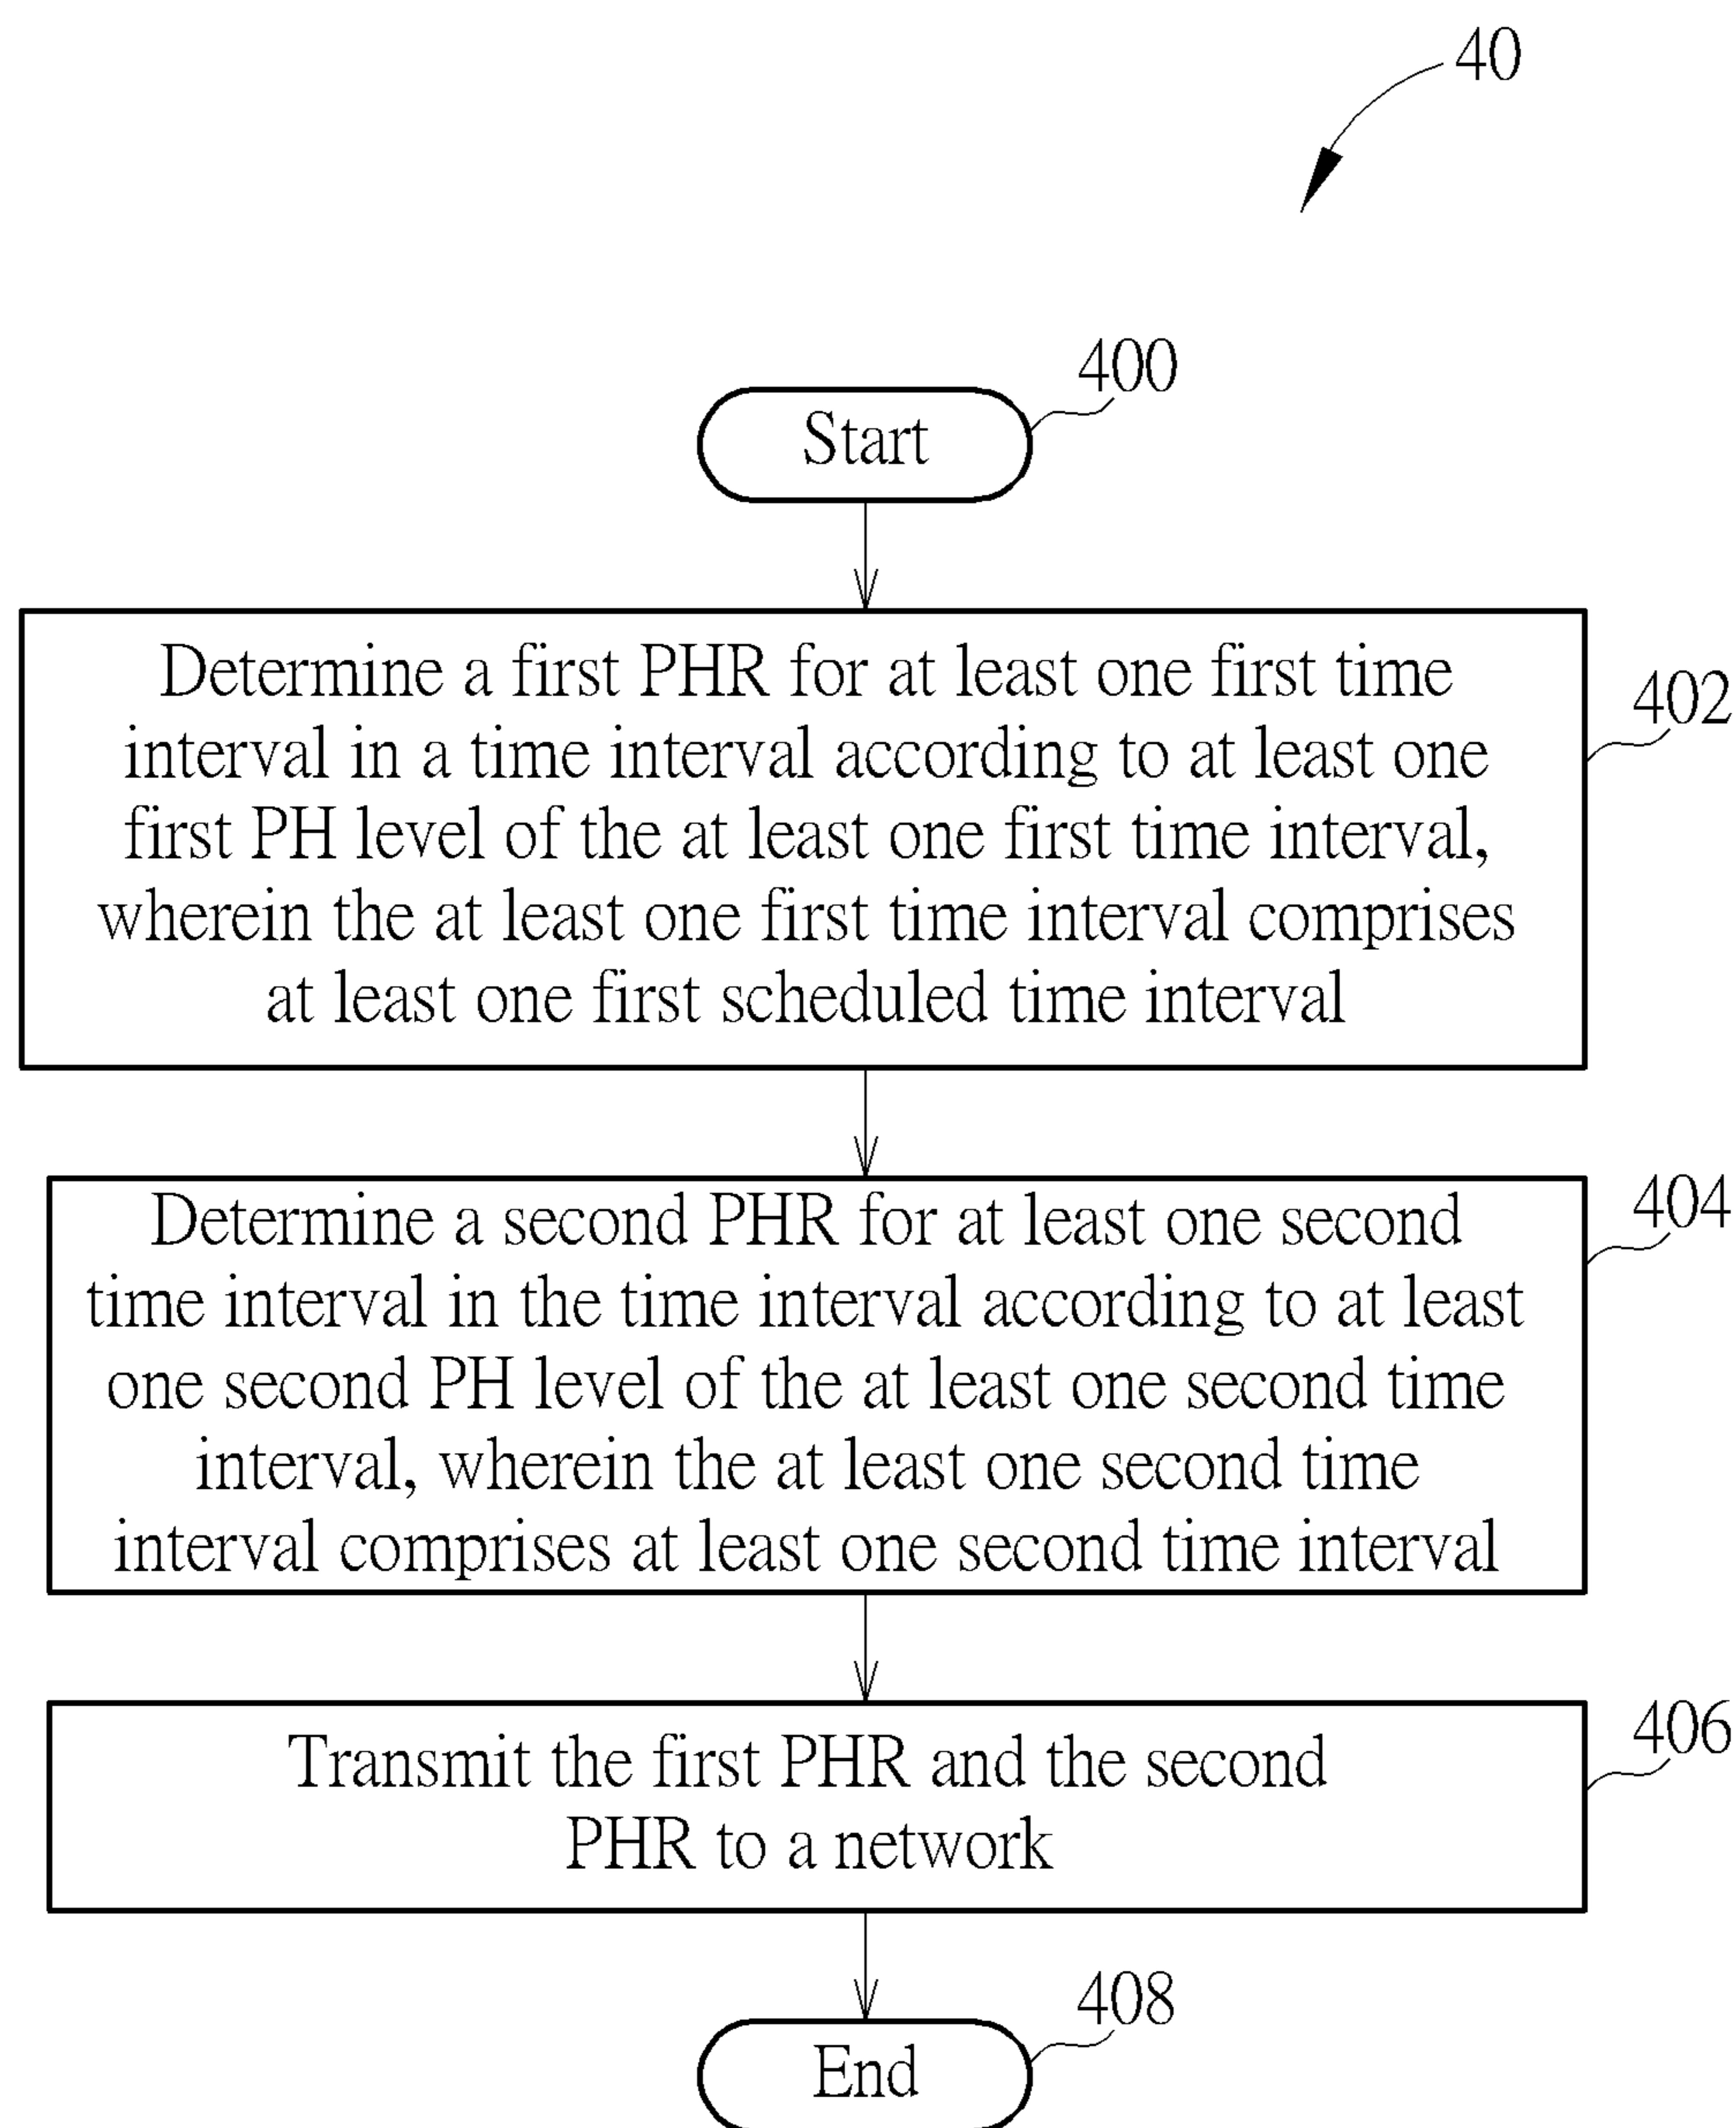 40
400
Start
402
Determine a first PHR for at least one first time
interval in a time interval according to at least one
first PH level of the at least one first time interval,
wherein the at least one first time interval comprises
at least one first scheduled time interval
404
Determine a second PHR for at least one second
time interval in the time interval according to at least
one second PH level of the at least one second time
interval, wherein the at least one second time
interval comprises at least one second time interval
406
Transmit the first PHR and the second
PHR to a network
408
End